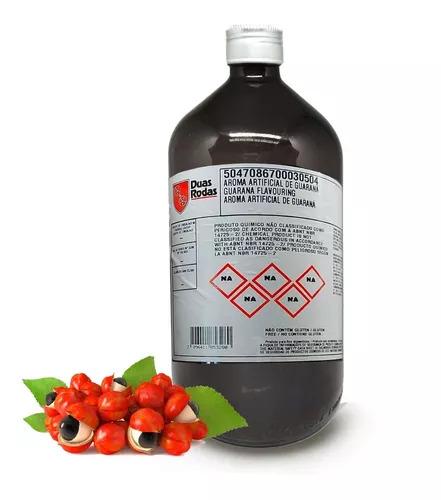 Duas
Rodas
5047086700030504
AROMA ARTIFICIAL DE GUARANA
GUARANA FLAVOURING
AROMA ARTIFICIAL DE GUARANA
PRODUTO QUIMICO NÃO CLASSIFICADO COMO
PERIGOSO DE ACORDO COM A ABNT NBR
14725-2/ CHEMICAL PRODUCT IS NOT
CLASSIFIED AS DANGEROUS IN ACCORDANCE
WITH ABNT NBR 14725-2/ PRODUCTO QUIMICO
NO ESTÁ CLASIFICADO COMO PELIGROSO SEGÚN
LA ABNT NBR 14725-2
NA NA NA
NA NA
NÃO CONTÉM GLÚTEN / GLUTEN
FREE / NO CONTIENE GLUTEN